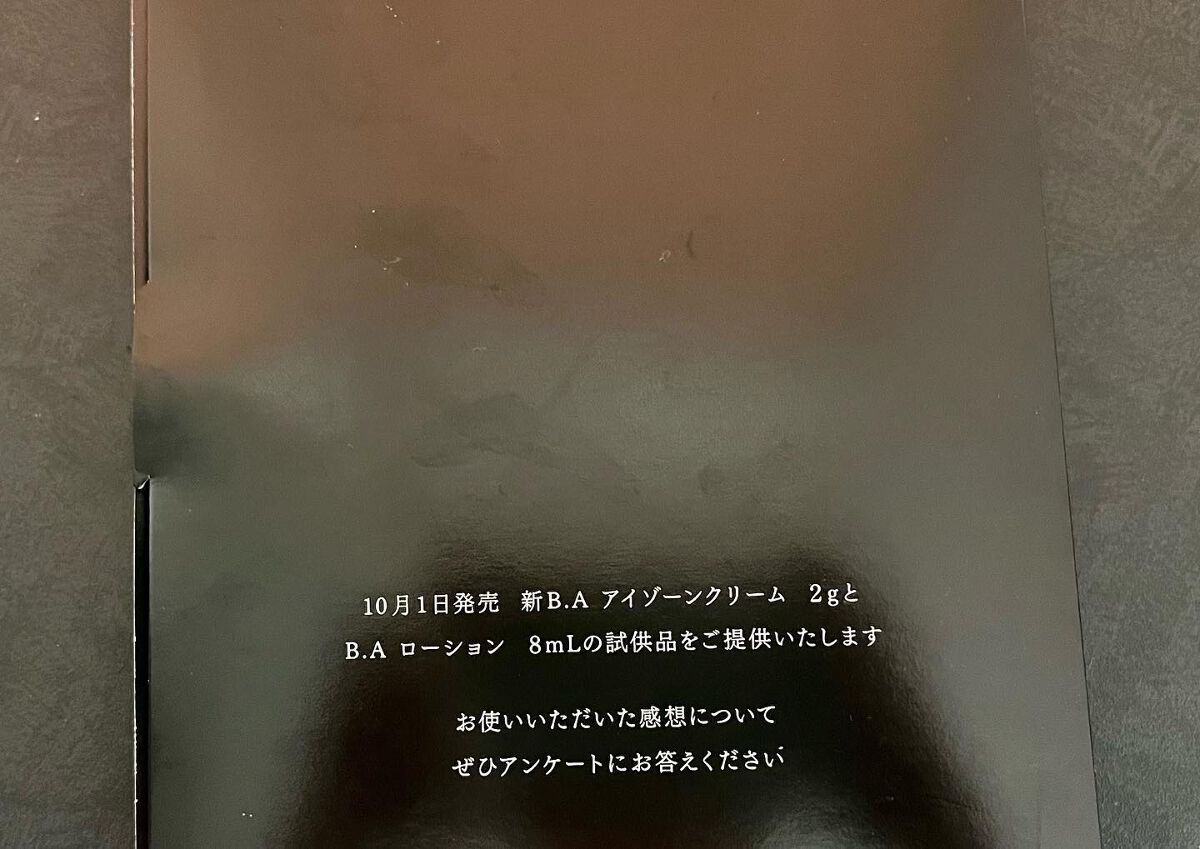 10月1日発売 新B.A アイゾーンクリーム 2gと
B.A ローション 8mLの試供品をご提供いたします
お使いいただいた感想について
ぜひアンケートにお答えください